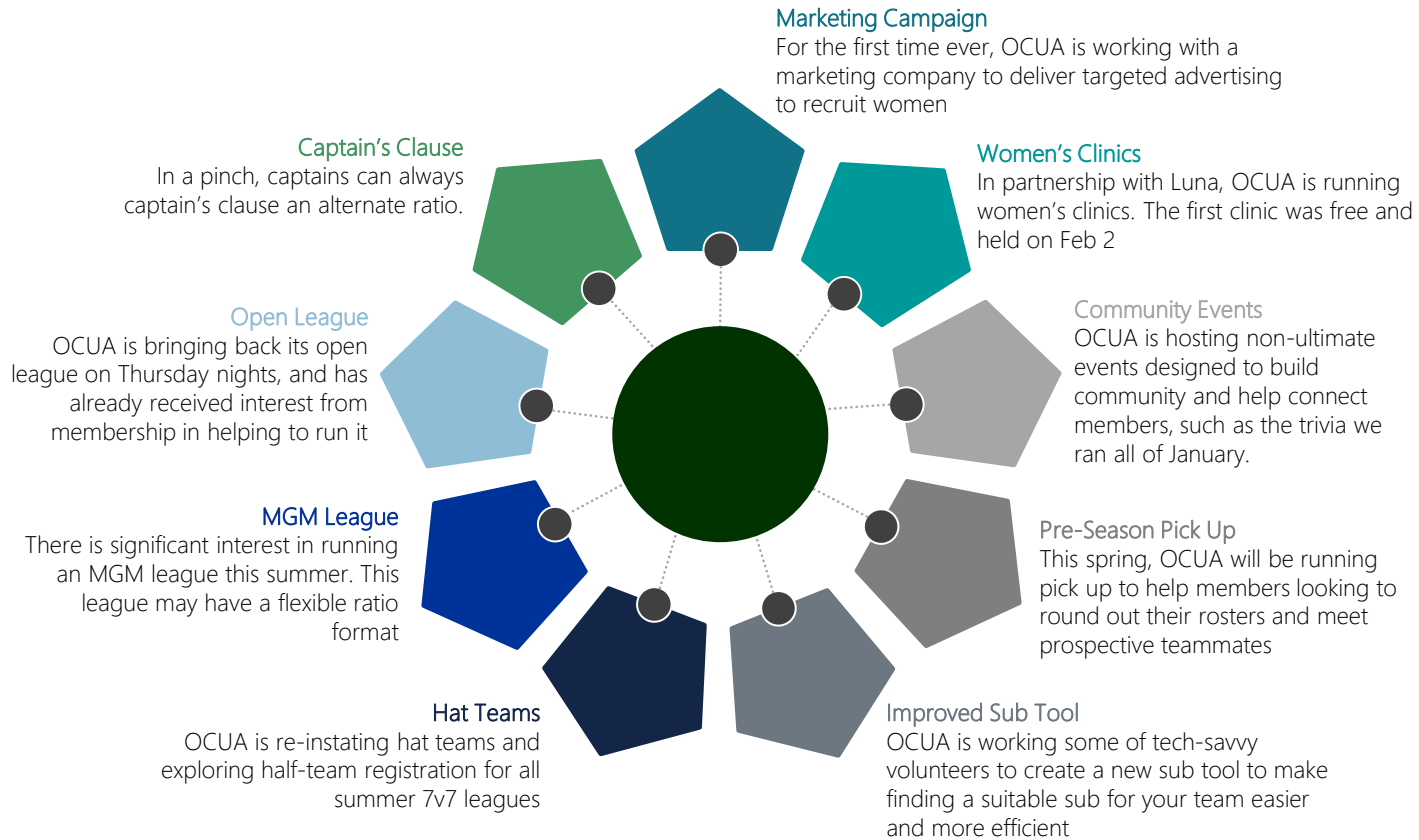 Marketing Campaign
For the first time ever, OCUA is working with a
marketing company to deliver targeted advertising
to recruit women
Women's Clinics
In partnership with Luna, OCUA is running
women's clinics. The first clinic was free and
held on Feb 2
Community Events
OCUA is hosting non-ultimate
events designed to build
community and help connect
members, such as the trivia we
ran all of January.
Pre-Season Pick Up
This spring, OCUA will be running
pick up to help members looking to
round out their rosters and meet
prospective teammates
Improved Sub Tool
OCUA is working some of tech-savvy
volunteers to create a new sub tool to make
finding a suitable sub for your team easier
and more efficient
Hat Teams
OCUA is re-instating hat teams and
exploring half-team registration for all
summer 7v7 leagues
MGM League
There is significant interest in running
an MGM league this summer. This
league may have a flexible ratio
format
Open League
OCUA is bringing back its open
league on Thursday nights, and has
already received interest from
membership in helping to run it
Captain's Clause
In a pinch, captains can always
captain's clause an alternate ratio.